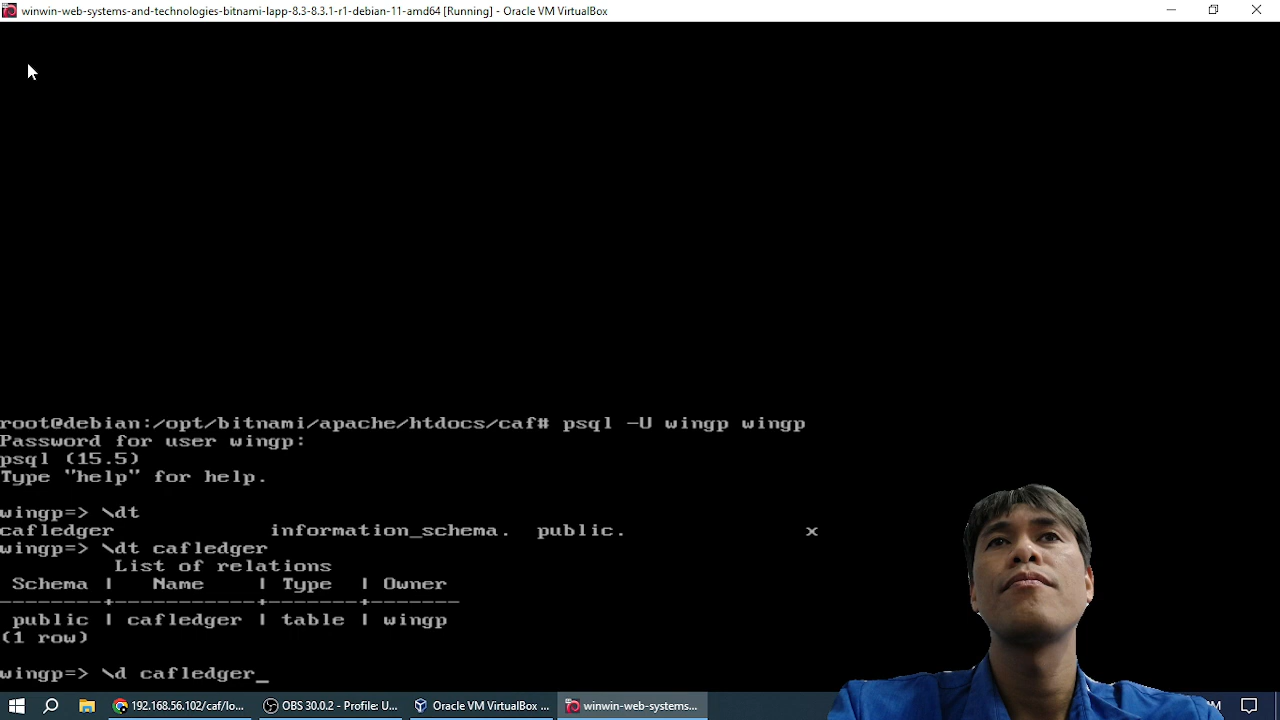 winwin-web-systems-and-technologies-bitnami-lapp-8.3-8.3.1-r1-debian-11-amd64 [Running] - Oracle VM VirtualBox
root@debian:/opt/bitnami/apache/htdocs/caf# psql -U wingp wingp
Password for user wingp:
psql (15.5)
Type "help" for help.
wingp=> \dt
cafledger information_schema. public. x
wingp=> \dt cafledger
List of relations
Schema | Name | Type | Owner
--------+-----------+-------+-------
public | cafledger | table | wingp
(1 row)
wingp=> \d cafledger_
192.168.56.102/caf/lo... OBS 30.0.2 - Profile: U... Oracle VM VirtualBox ... winwin-web-systems...